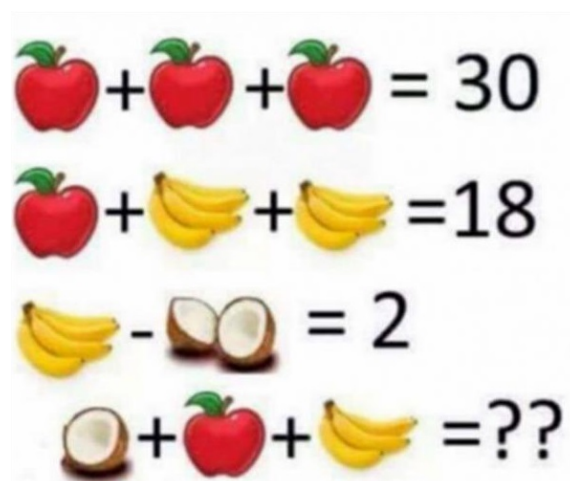 + + = 30
+ + =18
- = 2
+ + =??